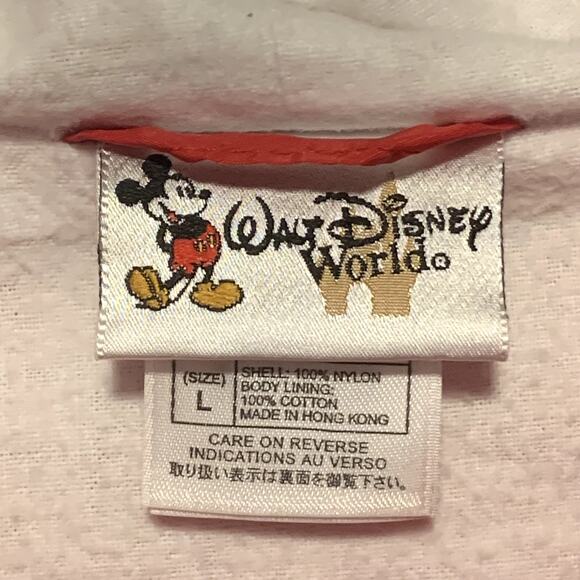 WALT DISNEY
World®
(SIZE)
L
SHELL: 100% NYLON
BODY LINING:
100% COTTON
MADE IN HONG KONG
CARE ON REVERSE
INDICATIONS AU VERSO
取り扱い表示は裏面を御覧下さい。